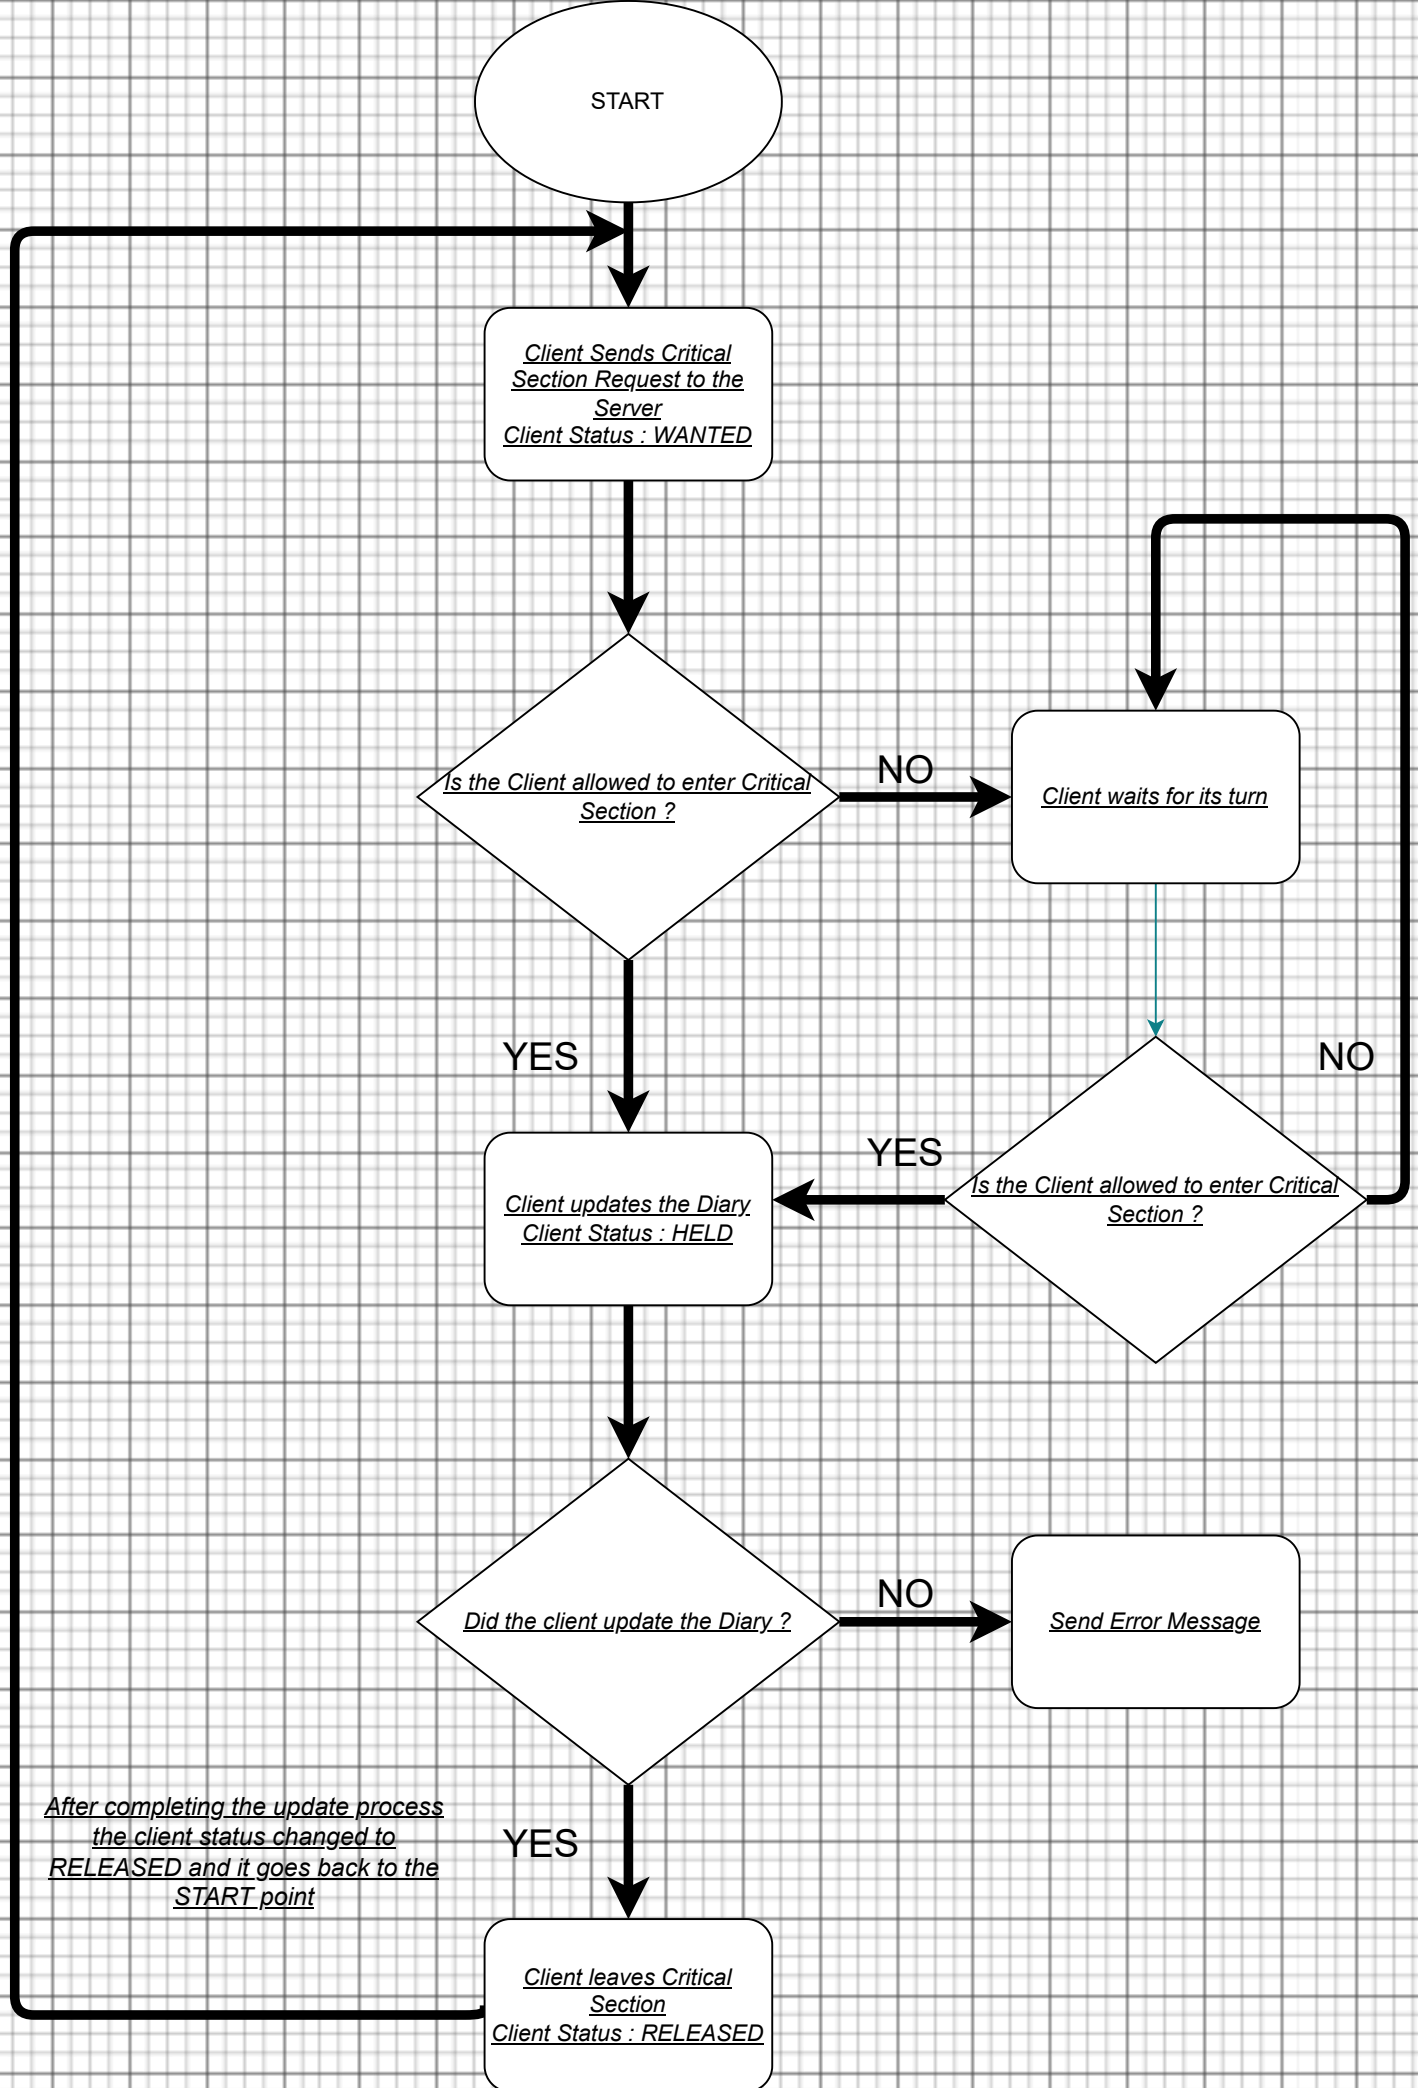 START
Client Sends Critical
Section Request to the
Server
Client Status : WANTED
Is the Client allowed to enter Critical
Section ?
NO
Client waits for its turn
YES
NO
YES
Client updates the Diary
Client Status : HELD
Is the Client allowed to enter Critical
Section ?
Did the client update the Diary ?
NO
Send Error Message
After completing the update process
the client status changed to
RELEASED and it goes back to the
START point
YES
Client leaves Critical
Section
Client Status : RELEASED